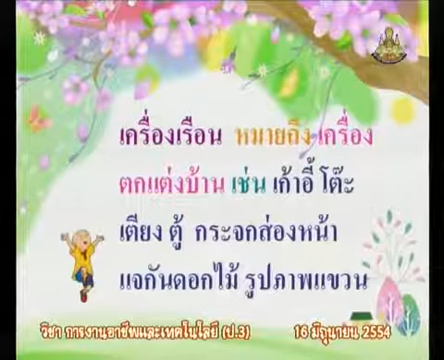 เครื่องเรือน หมายถึง เครื่อง
ตกแต่งบ้าน เช่น เก้าอี้ โต๊ะ
เตียง ตู้ กระจกส่องหน้า
แจกันดอกไม้ รูปภาพแขวน
วิชา การงานอาชีพและเทคโนโลยี (ป.3) 16 มิถุนายน 2554